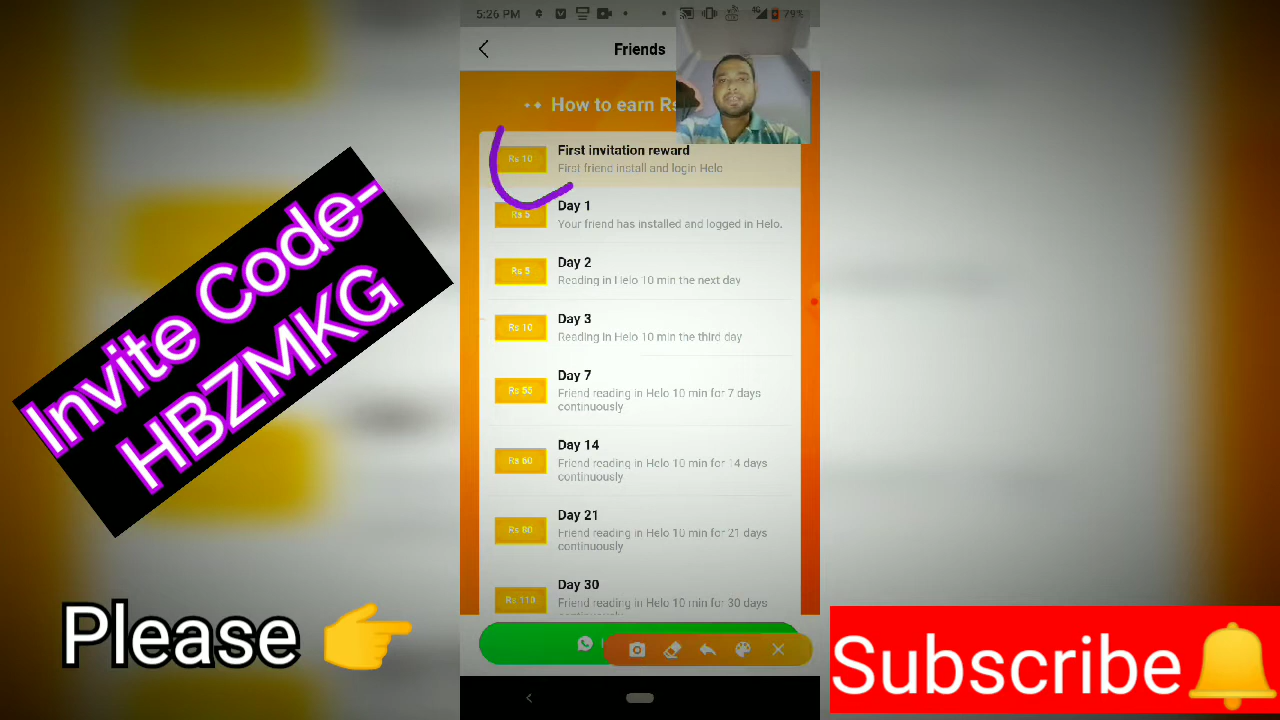 5:26 PM
4G
79%
Friends
How to earn Rs
Rs 10
First invitation reward
First friend install and login Helo
Rs 5
Day 1
Your friend has installed and logged in Helo.
Rs 5
Day 2
Reading in Helo 10 min the next day
Rs 10
Day 3
Reading in Helo 10 min the third day
Rs 55
Day 7
Friend reading in Helo 10 min for 7 days
continuously
Rs 60
Day 14
Friend reading in Helo 10 min for 14 days
continuously
Rs 80
Day 21
Friend reading in Helo 10 min for 21 days
continuously
Rs 110
Day 30
Friend reading in Helo 10 min for 30 days
Invite Code-
HBZMKG
Please
Subscribe